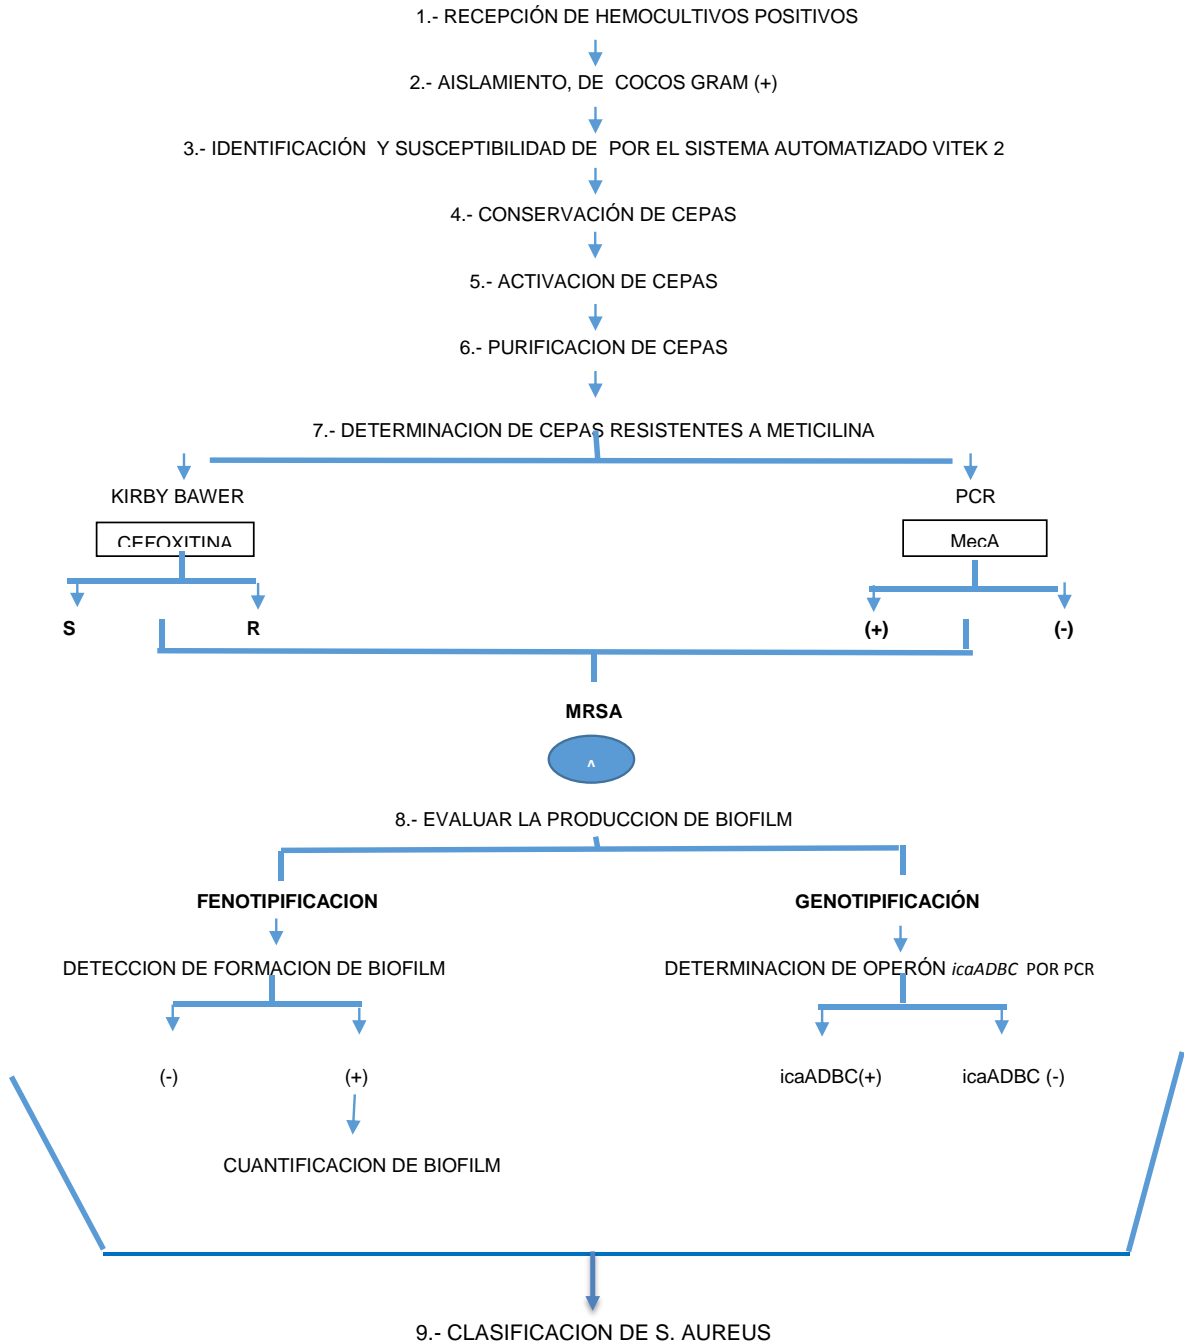 1.- RECEPCIÓN DE HEMOCULTIVOS POSITIVOS
2.- AISLAMIENTO, DE COCOS GRAM (+)
3.- IDENTIFICACIÓN Y SUSCEPTIBILIDAD DE POR EL SISTEMA AUTOMATIZADO VITEK 2
4.- CONSERVACIÓN DE CEPAS
5.- ACTIVACION DE CEPAS
6.- PURIFICACION DE CEPAS
7.- DETERMINACION DE CEPAS RESISTENTES A METICILINA
KIRBY BAWER
PCR
CEFOXITINA
MecA
S
R
(+)
(-)
MRSA
^
8.- EVALUAR LA PRODUCCION DE BIOFILM
FENOTIPIFICACION
GENOTIPIFICACIÓN
DETECCION DE FORMACION DE BIOFILM
DETERMINACION DE OPERÓN icaADBC POR PCR
(-)
(+)
icaADBC(+)
icaADBC (-)
CUANTIFICACION DE BIOFILM
9.- CLASIFICACION DE S. AUREUS